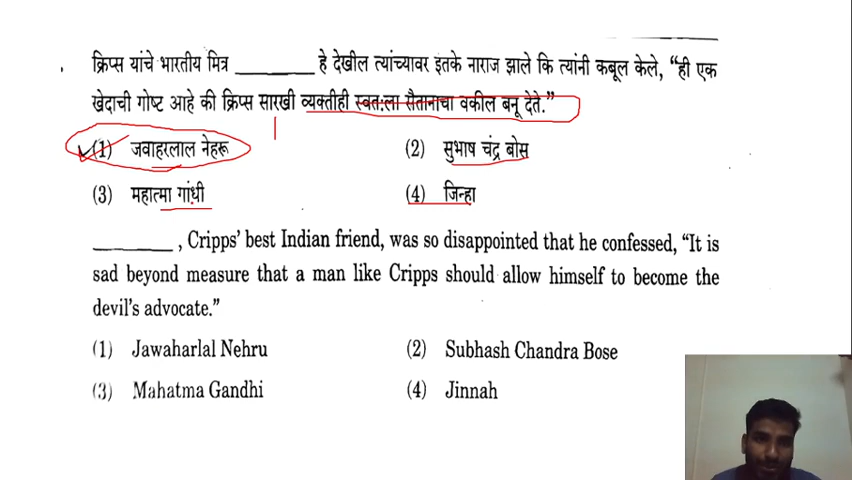 क्रिप्स यांचे भारतीय मित्र ________ हे देखील त्यांच्यावर इतके नाराज झाले कि त्यांनी कबूल केले, “ही एक
खेदाची गोष्ट आहे की क्रिप्स सारखी व्यक्तीही स्वत:ला सैतानाचा वकील बनू देते.”
(1) जवाहरलाल नेहरू (2) सुभाष चंद्र बोस
(3) महात्मा गांधी (4) जिन्हा
________, Cripps’ best Indian friend, was so disappointed that he confessed, “It is
sad beyond measure that a man like Cripps should allow himself to become the
devil’s advocate.”
(1) Jawaharlal Nehru (2) Subhash Chandra Bose
(3) Mahatma Gandhi (4) Jinnah